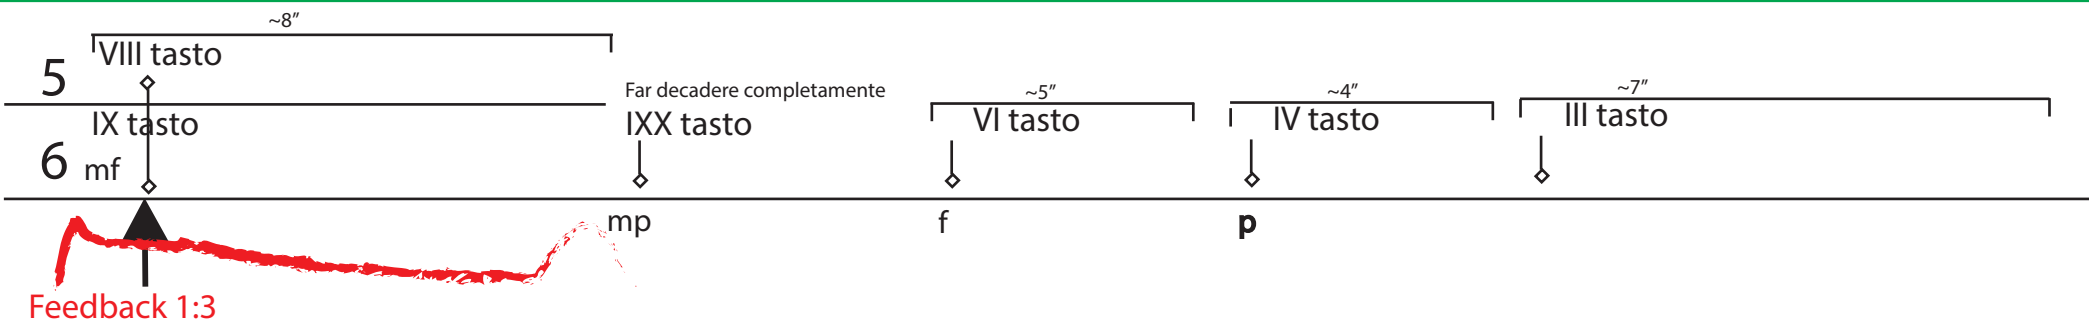 ~8”
VIII tasto
5
Far decadere completamente
~5”
~4”
~7”
IX tasto
IXX tasto
VI tasto
IV tasto
III tasto
6 mf
mp
f
p
Feedback 1:3